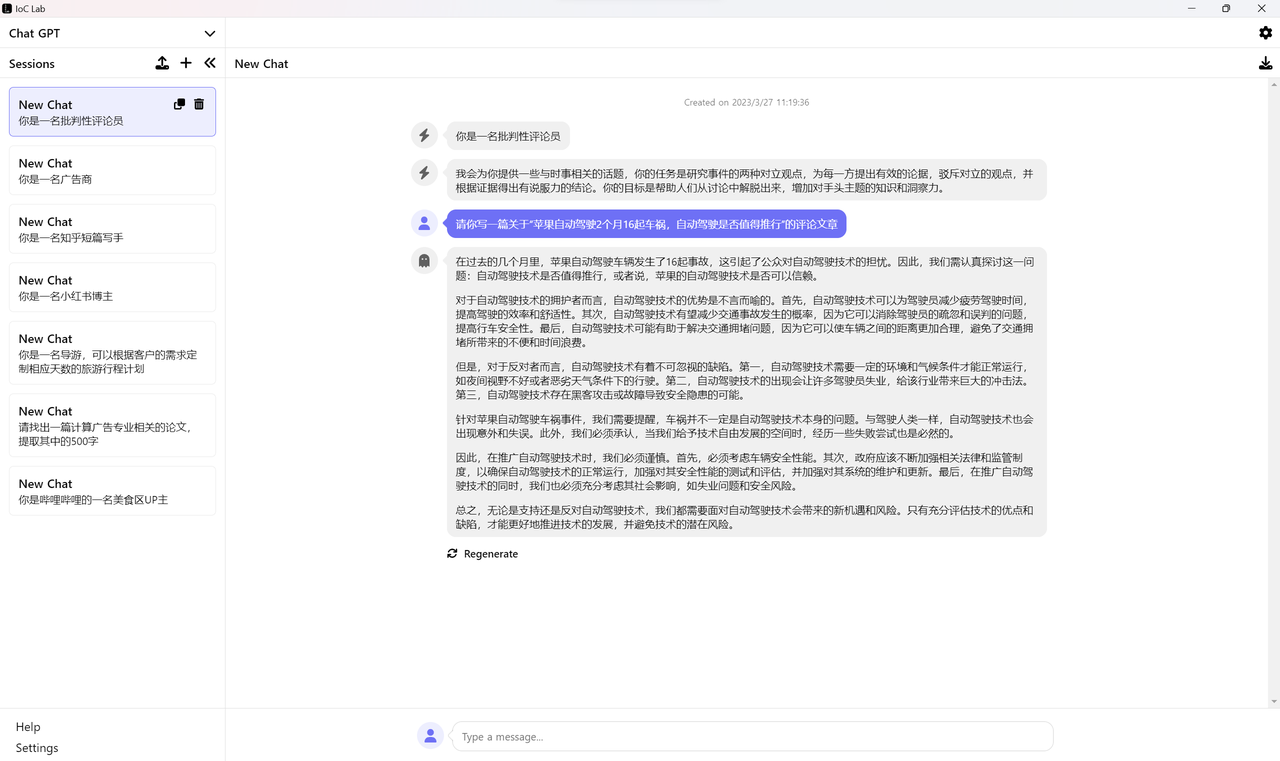 IoC Lab
Chat GPT
Sessions
New Chat
New Chat
你是一名批判性评论员
New Chat
你是一名广告商
New Chat
你是一名知乎短篇写手
New Chat
你是一名小红书博主
New Chat
你是一名导游，可以根据客户的需求定
制相应天数的旅游行程计划
New Chat
请找出一篇计算广告专业相关的论文，
提取其中的500字
New Chat
你是哔哩哔哩的一名美食区UP主
Help
Settings
Created on 2023/3/27 11:19:36
你是一名批判性评论员
我会为你提供一些与时事相关的话题，你的任务是研究事件的两种对立观点，为每一方提出有效的论据，驳斥对立的观点，并
根据证据得出有说服力的结论。你的目标是帮助人们从讨论中解脱出来，增加对手头主题的知识和洞察力。
请你写一篇关于“苹果自动驾驶2个月16起车祸，自动驾驶是否值得推行”的评论文章
在过去的几个月里，苹果自动驾驶车辆发生了16起事故，这引起了公众对自动驾驶技术的担忧。因此，我们需认真探讨这一问
题：自动驾驶技术是否值得推行，或者说，苹果的自动驾驶技术是否可以信赖。
对于自动驾驶技术的拥护者而言，自动驾驶技术的优势是不言而喻的。首先，自动驾驶技术可以为驾驶员减少疲劳驾驶时间，
提高驾驶的效率和舒适性。其次，自动驾驶技术有望减少交通事故发生的概率，因为它可以消除驾驶员的疏忽和误判的问题，
提高行车安全性。最后，自动驾驶技术可能有助于解决交通拥堵问题，因为它可以使车辆之间的距离更加合理，避免了交通拥
堵所带来的不便和时间浪费。
但是，对于反对者而言，自动驾驶技术有着不可忽视的缺陷。第一，自动驾驶技术需要一定的环境和气候条件才能正常运行，
如夜间视野不好或者恶劣天气条件下的行驶。第二，自动驾驶技术的出现会让许多驾驶员失业，给该行业带来巨大的冲击法。
第三，自动驾驶技术存在黑客攻击或故障导致安全隐患的可能。
针对苹果自动驾驶车祸事件，我们需要提醒，车祸并不一定是自动驾驶技术本身的问题。与驾驶人类一样，自动驾驶技术也会
出现意外和失误。此外，我们必须承认，当我们给予技术自由发展的空间时，经历一些失败尝试也是必然的。
因此，在推广自动驾驶技术时，我们必须谨慎。首先，必须考虑车辆安全性能。其次，政府应该不断加强相关法律和监管制
度，以确保自动驾驶技术的正常运行，加强对其安全性能的测试和评估，并加强对其系统的维护和更新。最后，在推广自动驾
驶技术的同时，我们也必须充分考虑其社会影响，如失业问题和安全风险。
总之，无论是支持还是反对自动驾驶技术，我们都需要面对自动驾驶技术会带来的新机遇和风险。只有充分评估技术的优点和
缺陷，才能更好地推进技术的发展，并避免技术的潜在风险。
Regenerate
Type a message...